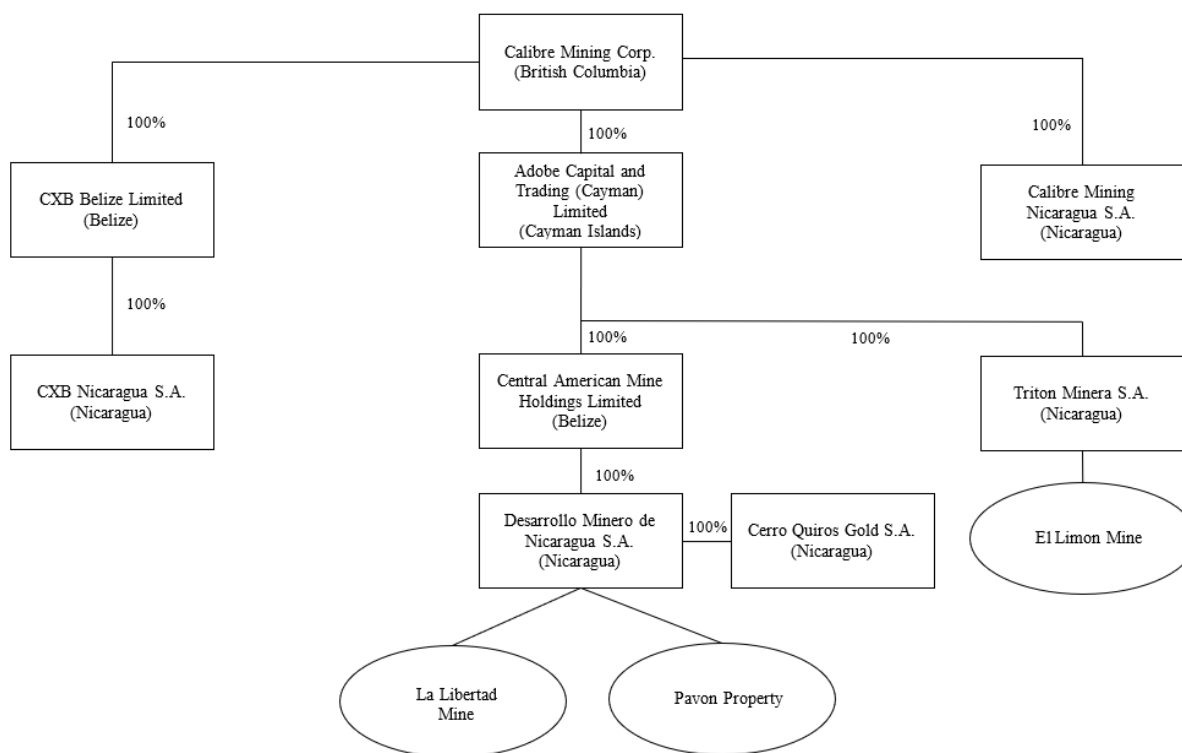 Calibre Mining Corp.
(British Columbia)
100%
100%
100%
CXB Belize Limited
(Belize)
Adobe Capital and
Trading (Cayman)
Limited
(Cayman Islands)
Calibre Mining
Nicaragua S.A.
(Nicaragua)
100%
100%
100%
CXB Nicaragua S.A.
(Nicaragua)
Central American Mine
Holdings Limited
(Belize)
Triton Minera S.A.
(Nicaragua)
100%
Desarrollo Minero de
Nicaragua S.A.
(Nicaragua)
100%
Cerro Quiros Gold S.A.
(Nicaragua)
El Limon Mine
La Libertad
Mine
Pavon Property